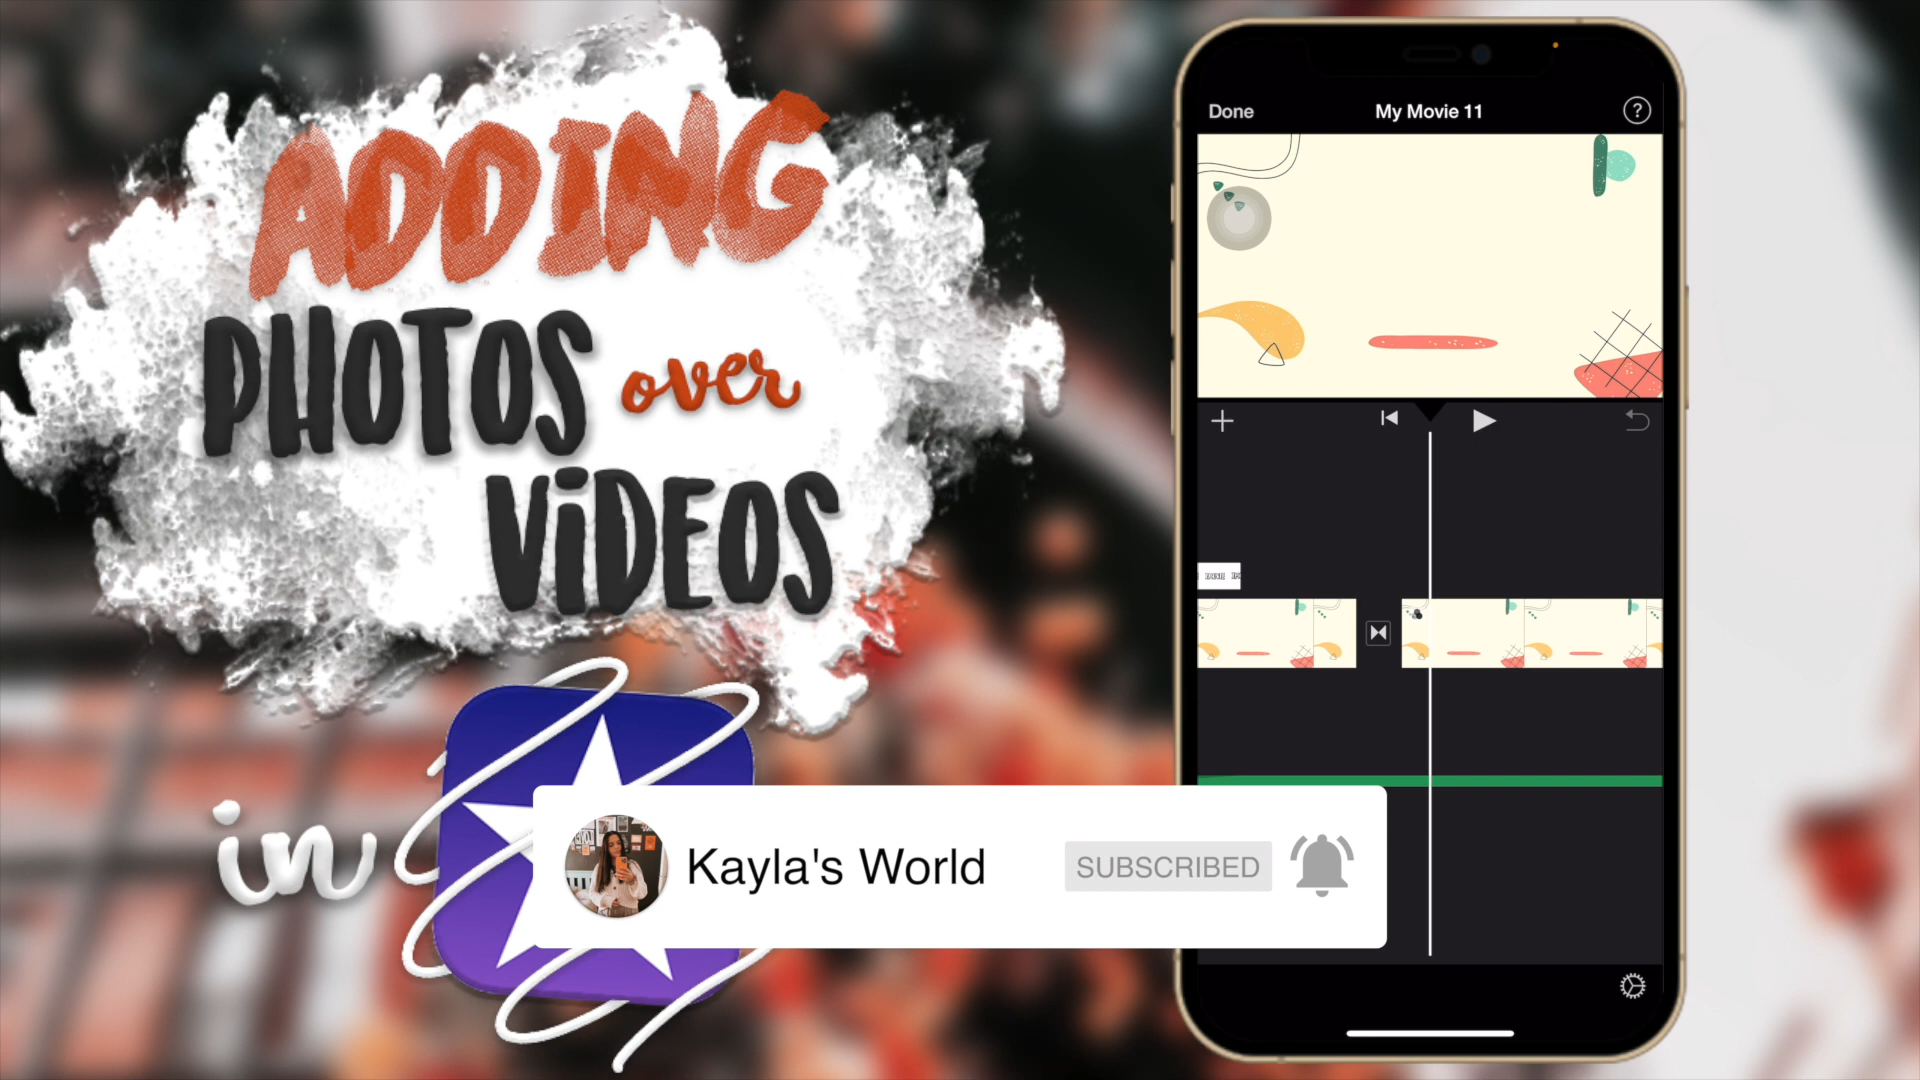 ADDING
PHOTOS over
ViDEOS
in
Done
My Movie 11
?
Kayla's World
SUBSCRIBED